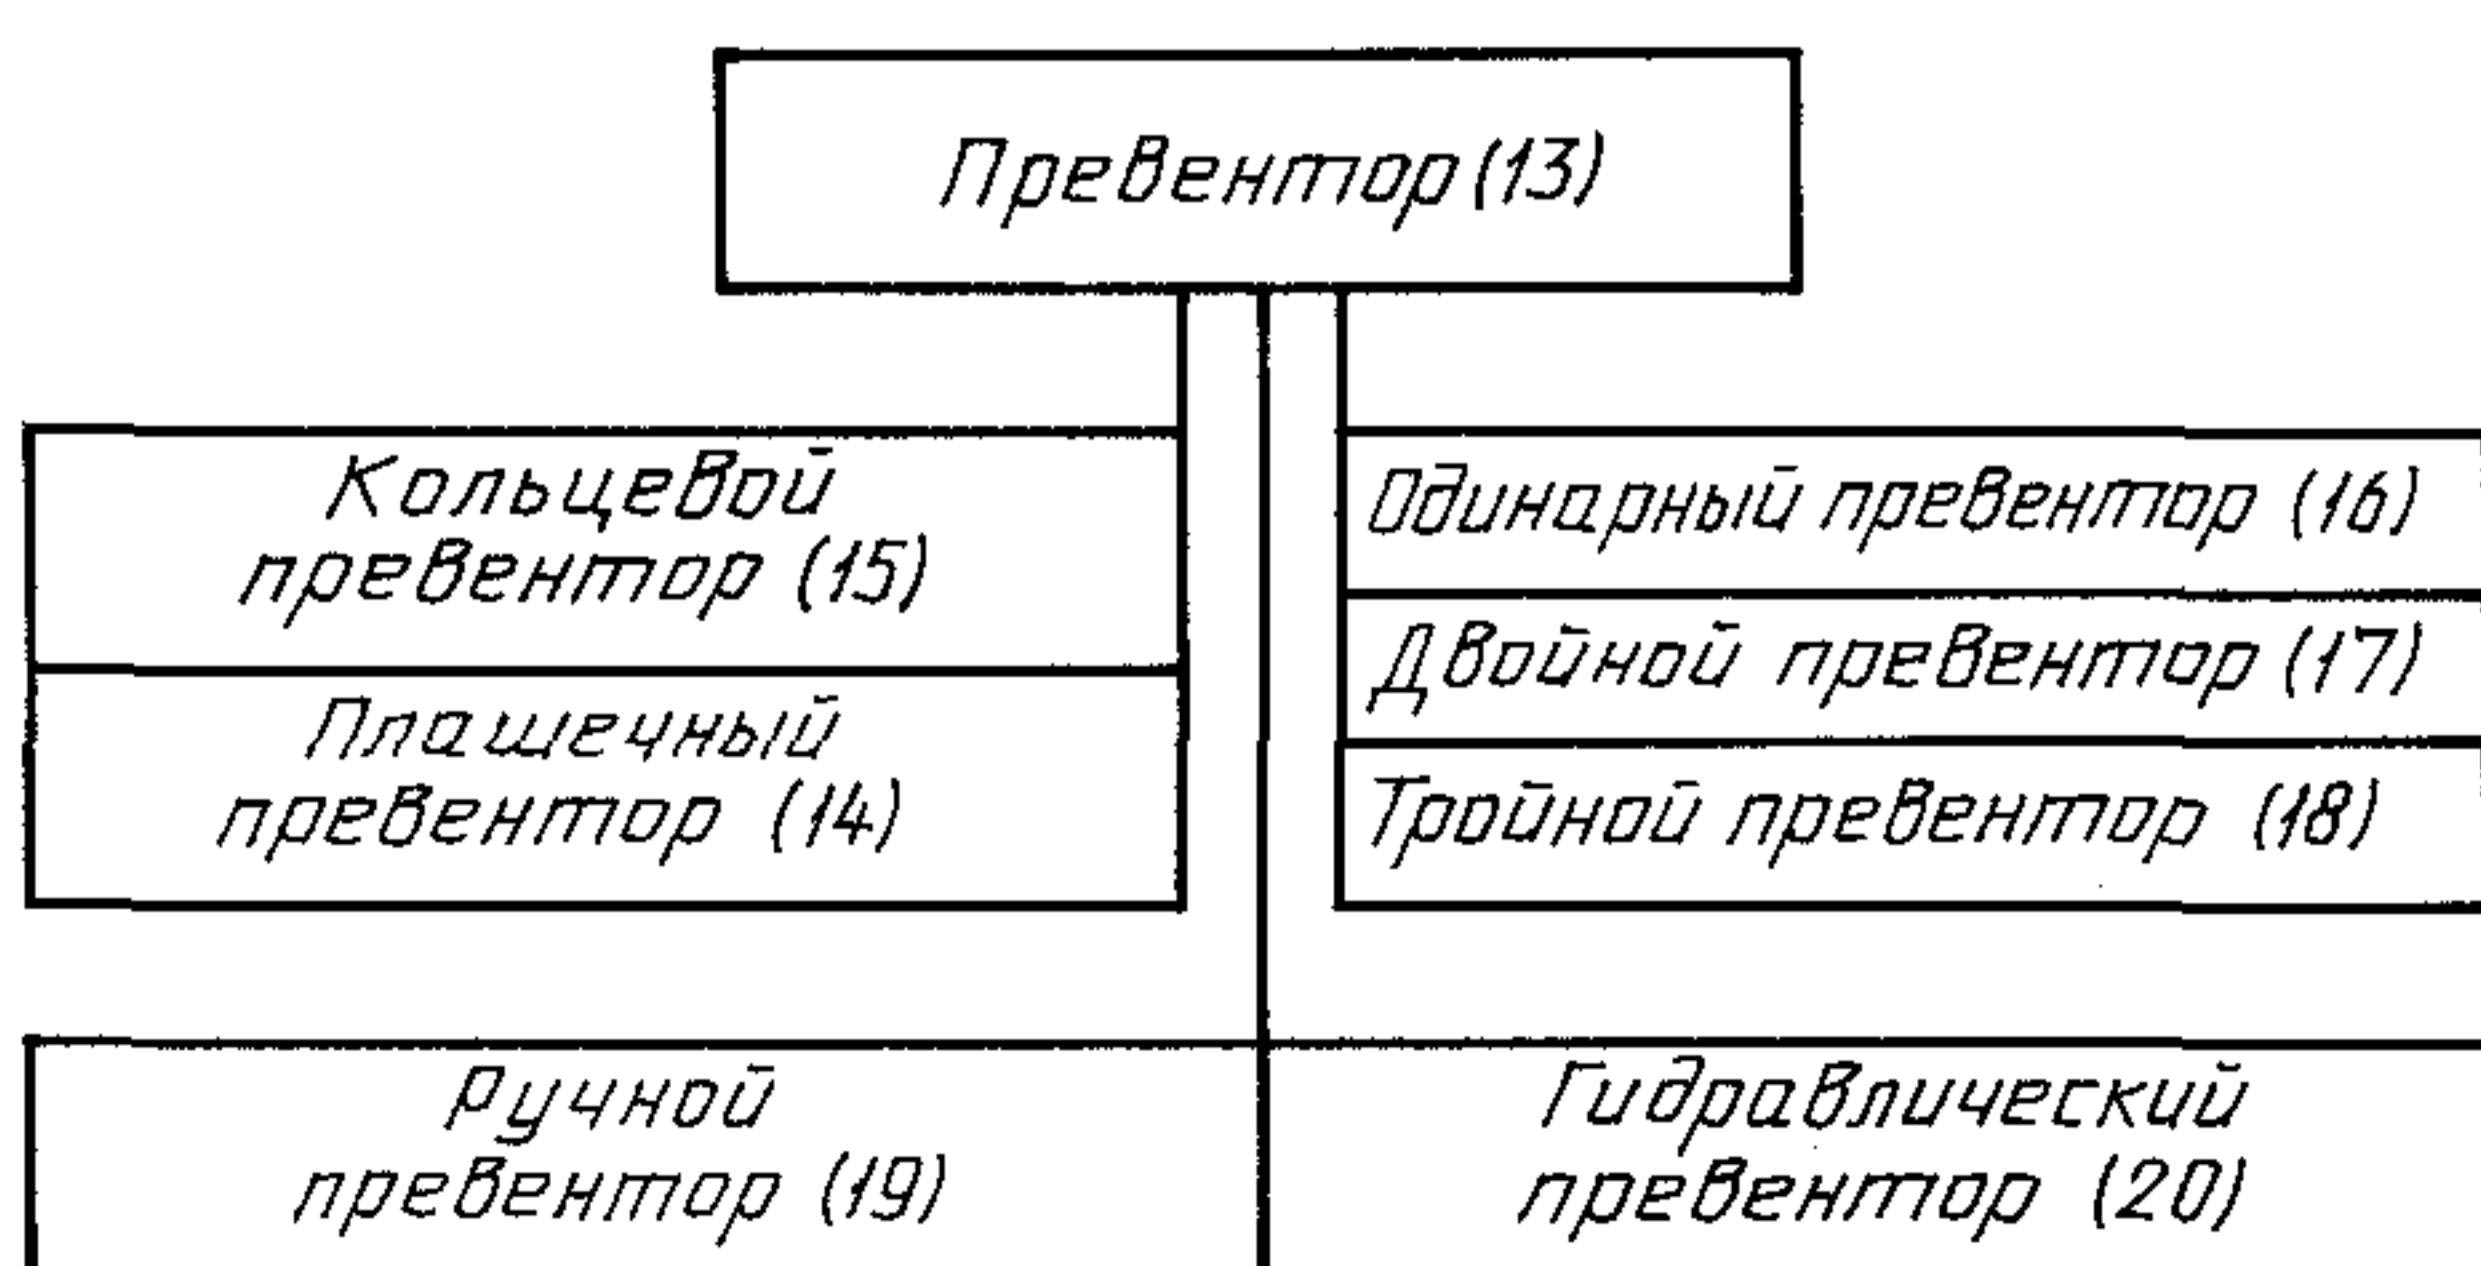 Превентор (13)
Кольцевой
превентор (15)
Плашечный
превентор (14)
Одинарный превентор (16)
Двойной превентор (17)
Тройной превентор (18)
Ручной
превентор (19)
Гидравлический
превентор (20)